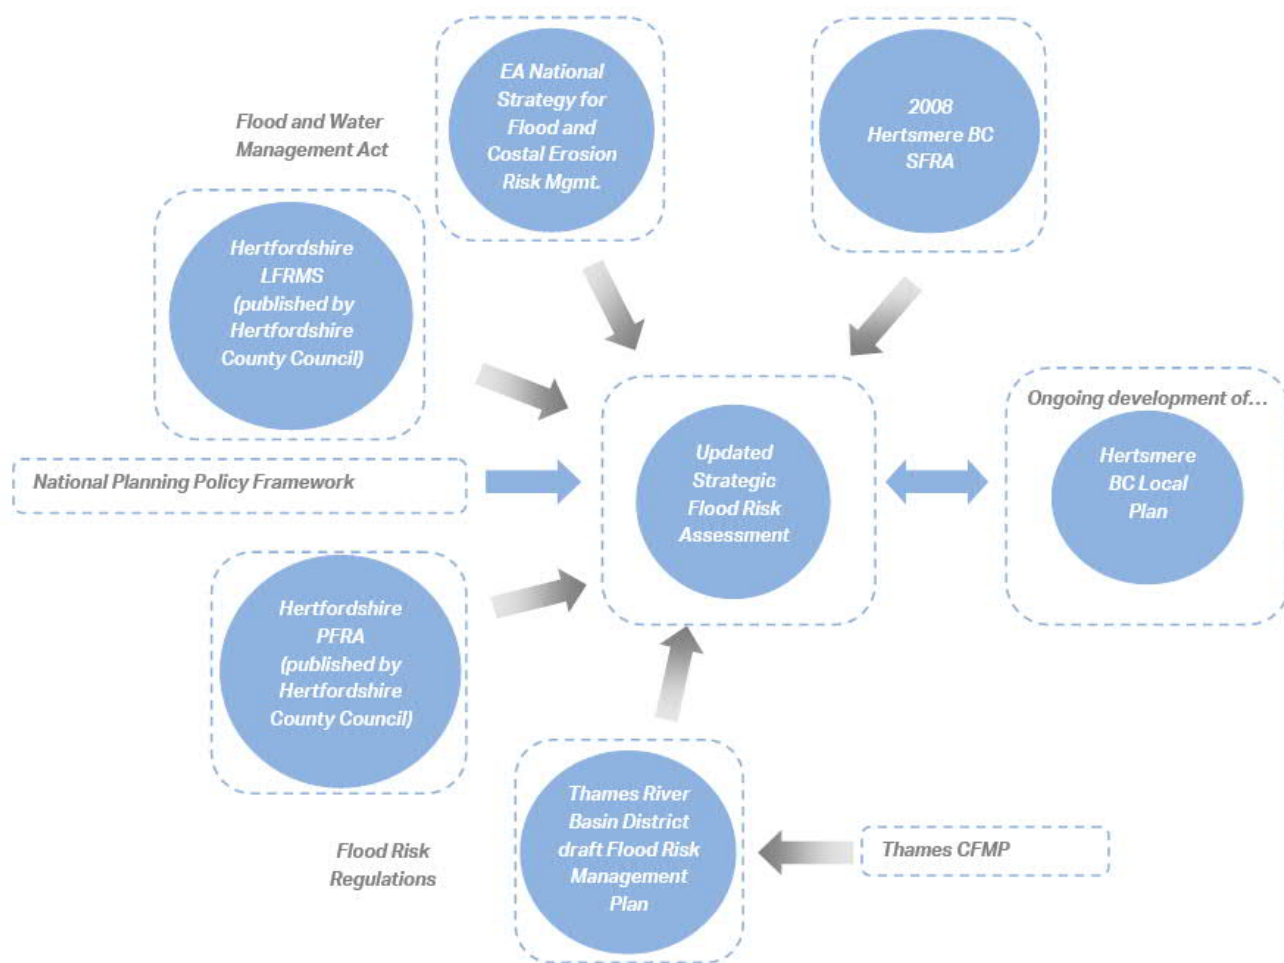 EA National
Strategy for
Flood and
Costal Erosion
Risk Mgmt.
2008
Hertsmere BC
SFRA
Flood and Water
Management Act
Hertfordshire
LFRMS
(published by
Hertfordshire
County Council)
National Planning Policy Framework
Updated
Strategic
Flood Risk
Assessment
Ongoing development of...
Hertsmere
BC Local
Plan
Hertfordshire
PFRA
(published by
Hertfordshire
County Council)
Flood Risk
Regulations
Thames River
Basin District
draft Flood Risk
Management
Plan
Thames CFMP